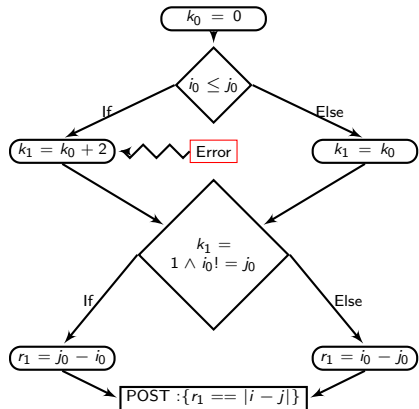 k₀ = 0
i₀ ≤ j₀
If
Else
k₁ = k₀ + 2
Error
k₁ = k₀
k₁ =
1 ∧ i₀! = j₀
If
Else
r₁ = j₀ − i₀
r₁ = i₀ − j₀
POST :{r₁ == |i − j|}